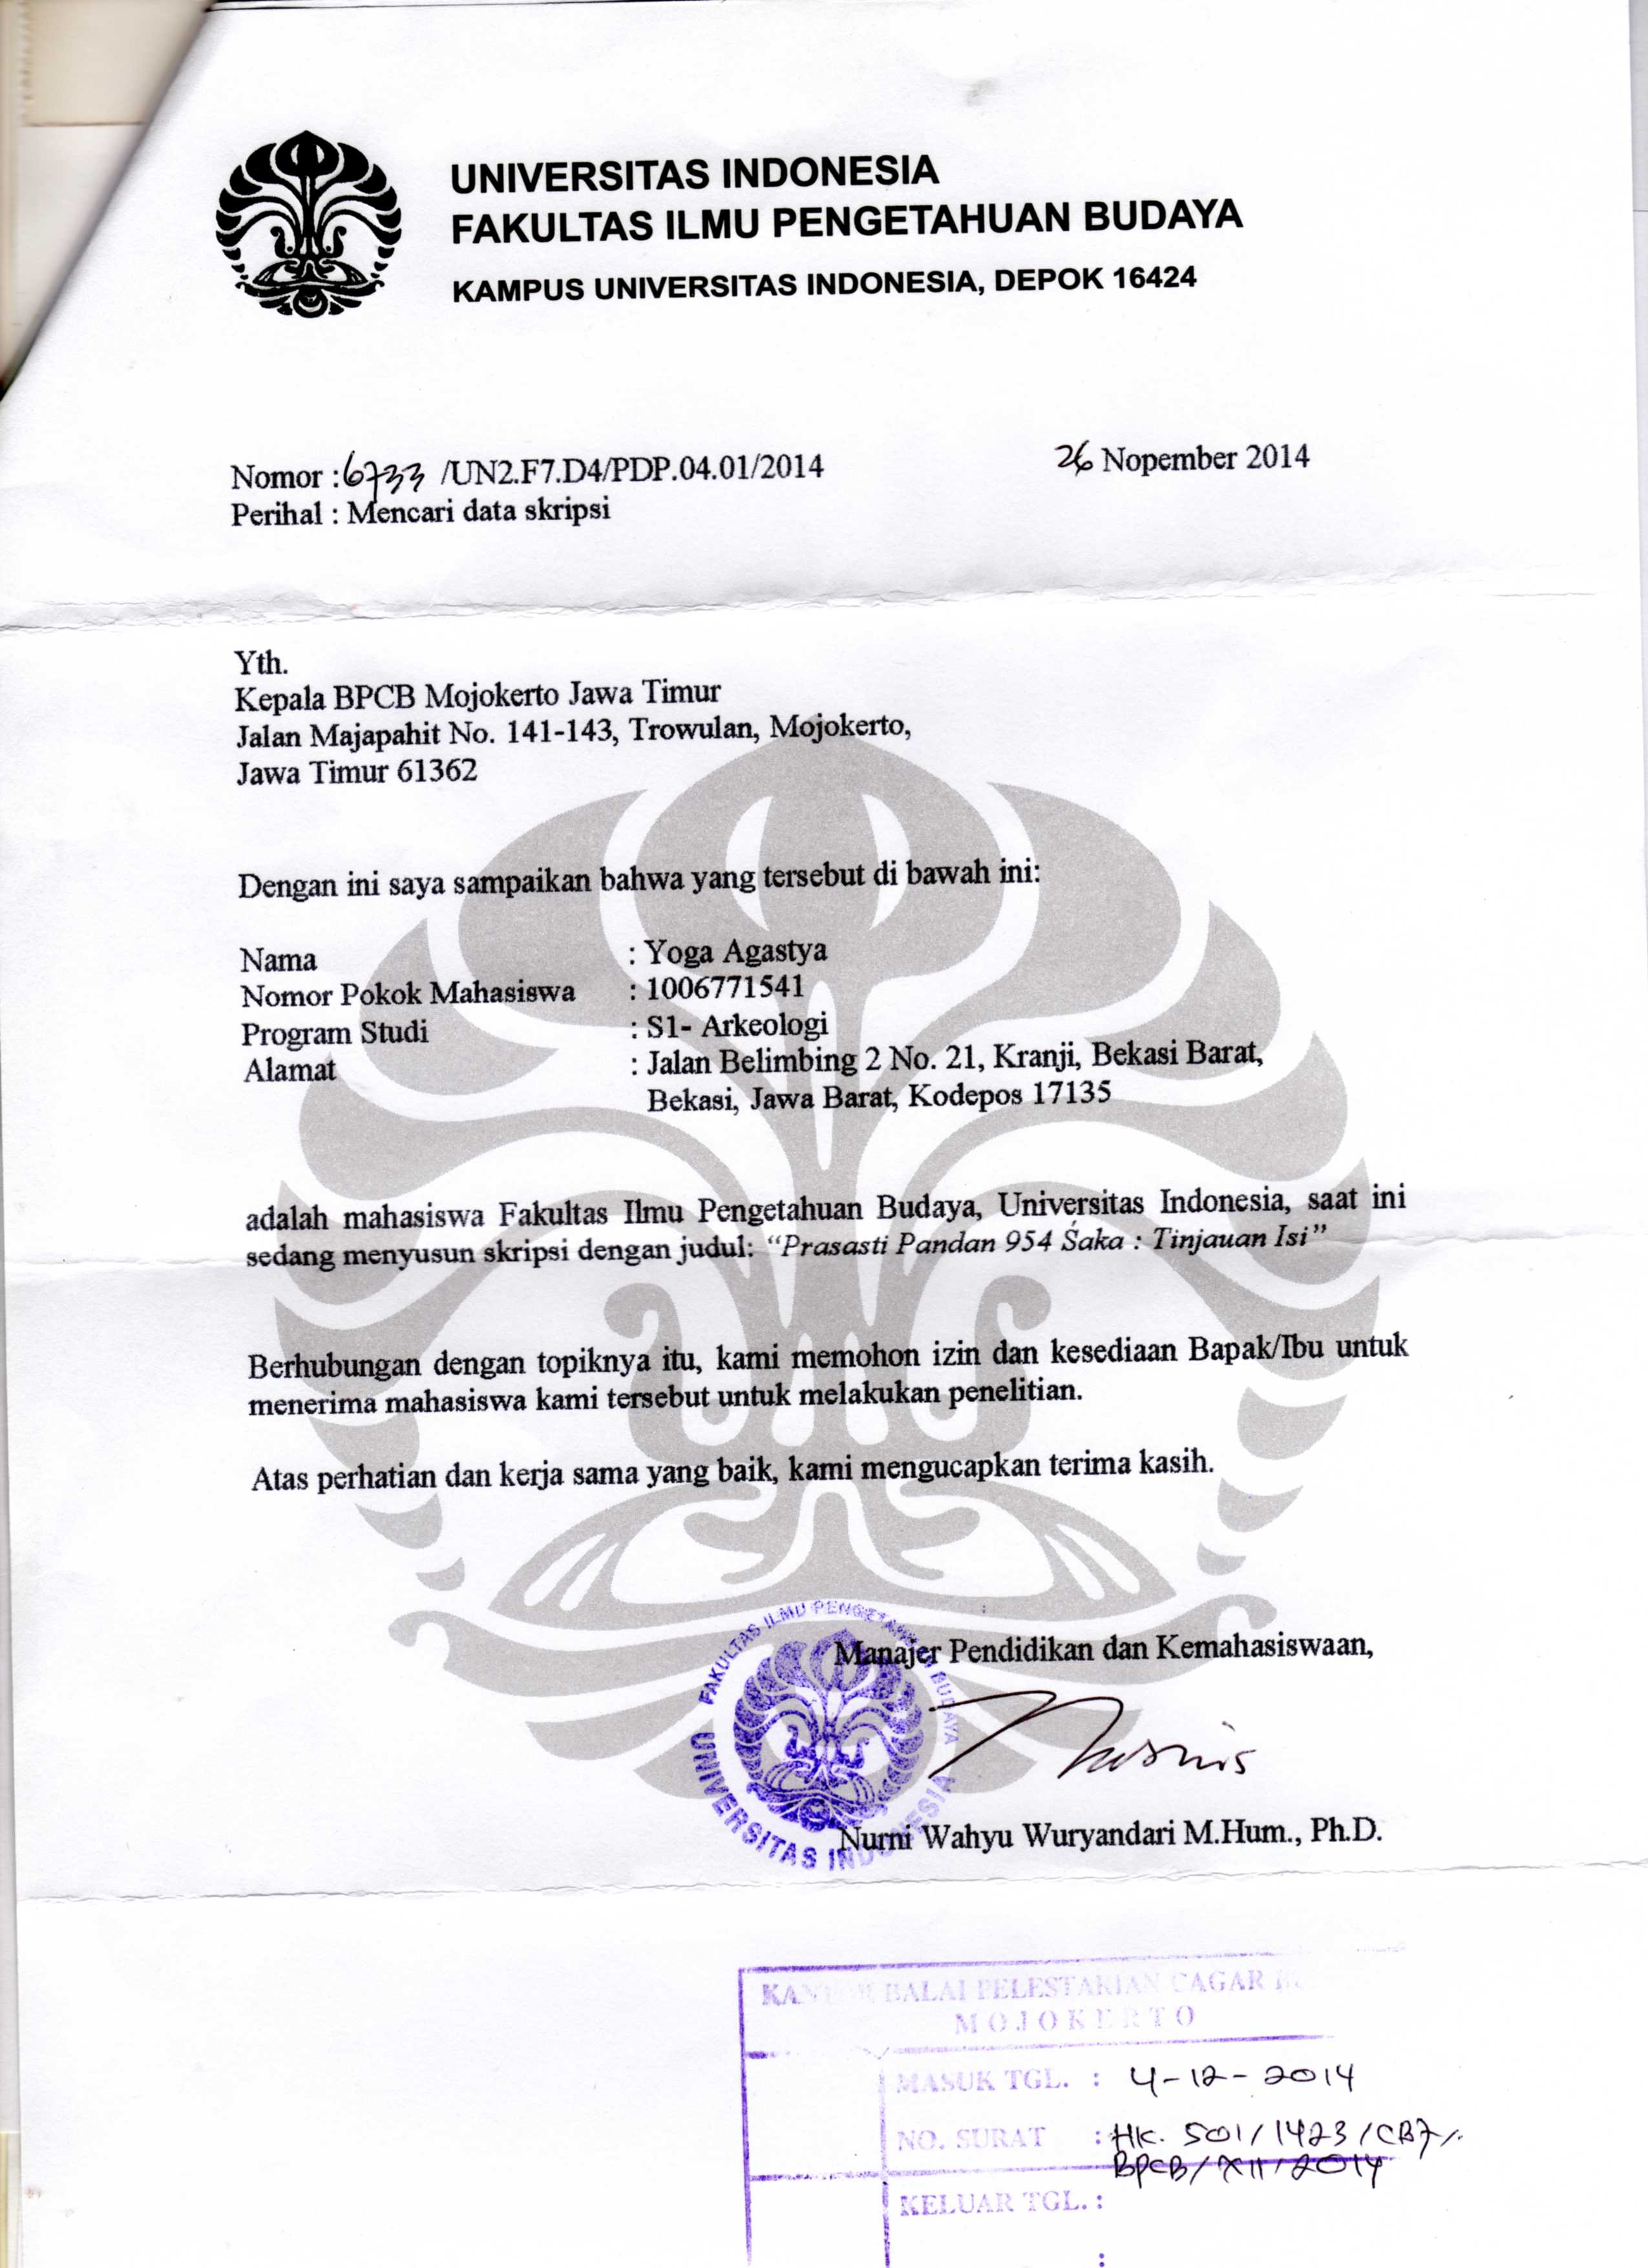 UNIVERSITAS INDONESIA
FAKULTAS ILMU PENGETAHUAN BUDAYA
KAMPUS UNIVERSITAS INDONESIA, DEPOK 16424
Nomor : 6733 /UN2.F7.D4/PDP.04.01/2014 26 Nopember 2014
Perihal : Mencari data skripsi
Yth.
Kepala BPCB Mojokerto Jawa Timur
Jalan Majapahit No. 141-143, Trowulan, Mojokerto,
Jawa Timur 61362
Dengan ini saya sampaikan bahwa yang tersebut di bawah ini:
Nama : Yoga Agastya
Nomor Pokok Mahasiswa : 1006771541
Program Studi : S1- Arkeologi
Alamat : Jalan Belimbing 2 No. 21, Kranji, Bekasi Barat,
Bekasi, Jawa Barat, Kodepos 17135
adalah mahasiswa Fakultas Ilmu Pengetahuan Budaya, Universitas Indonesia, saat ini
sedang menyusun skripsi dengan judul: “Prasasti Pandan 954 Śaka : Tinjauan Isi”
Berhubungan dengan topiknya itu, kami memohon izin dan kesediaan Bapak/Ibu untuk
menerima mahasiswa kami tersebut untuk melakukan penelitian.
Atas perhatian dan kerja sama yang baik, kami mengucapkan terima kasih.
Manajer Pendidikan dan Kemahasiswaan,
FAKULTAS ILMU PENGETAHUAN BUDAYA
UNIVERSITAS INDONESIA
Nurni Wahyu Wuryandari M.Hum., Ph.D.
BALAI PELESTARIAN CAGAR
MOJOKERTO
MASUK TGL. : 4-12-2014
NO. SURAT : HK. 501/1423/CB7/
BPCB/XII/2014
KELUAR TGL. :
: